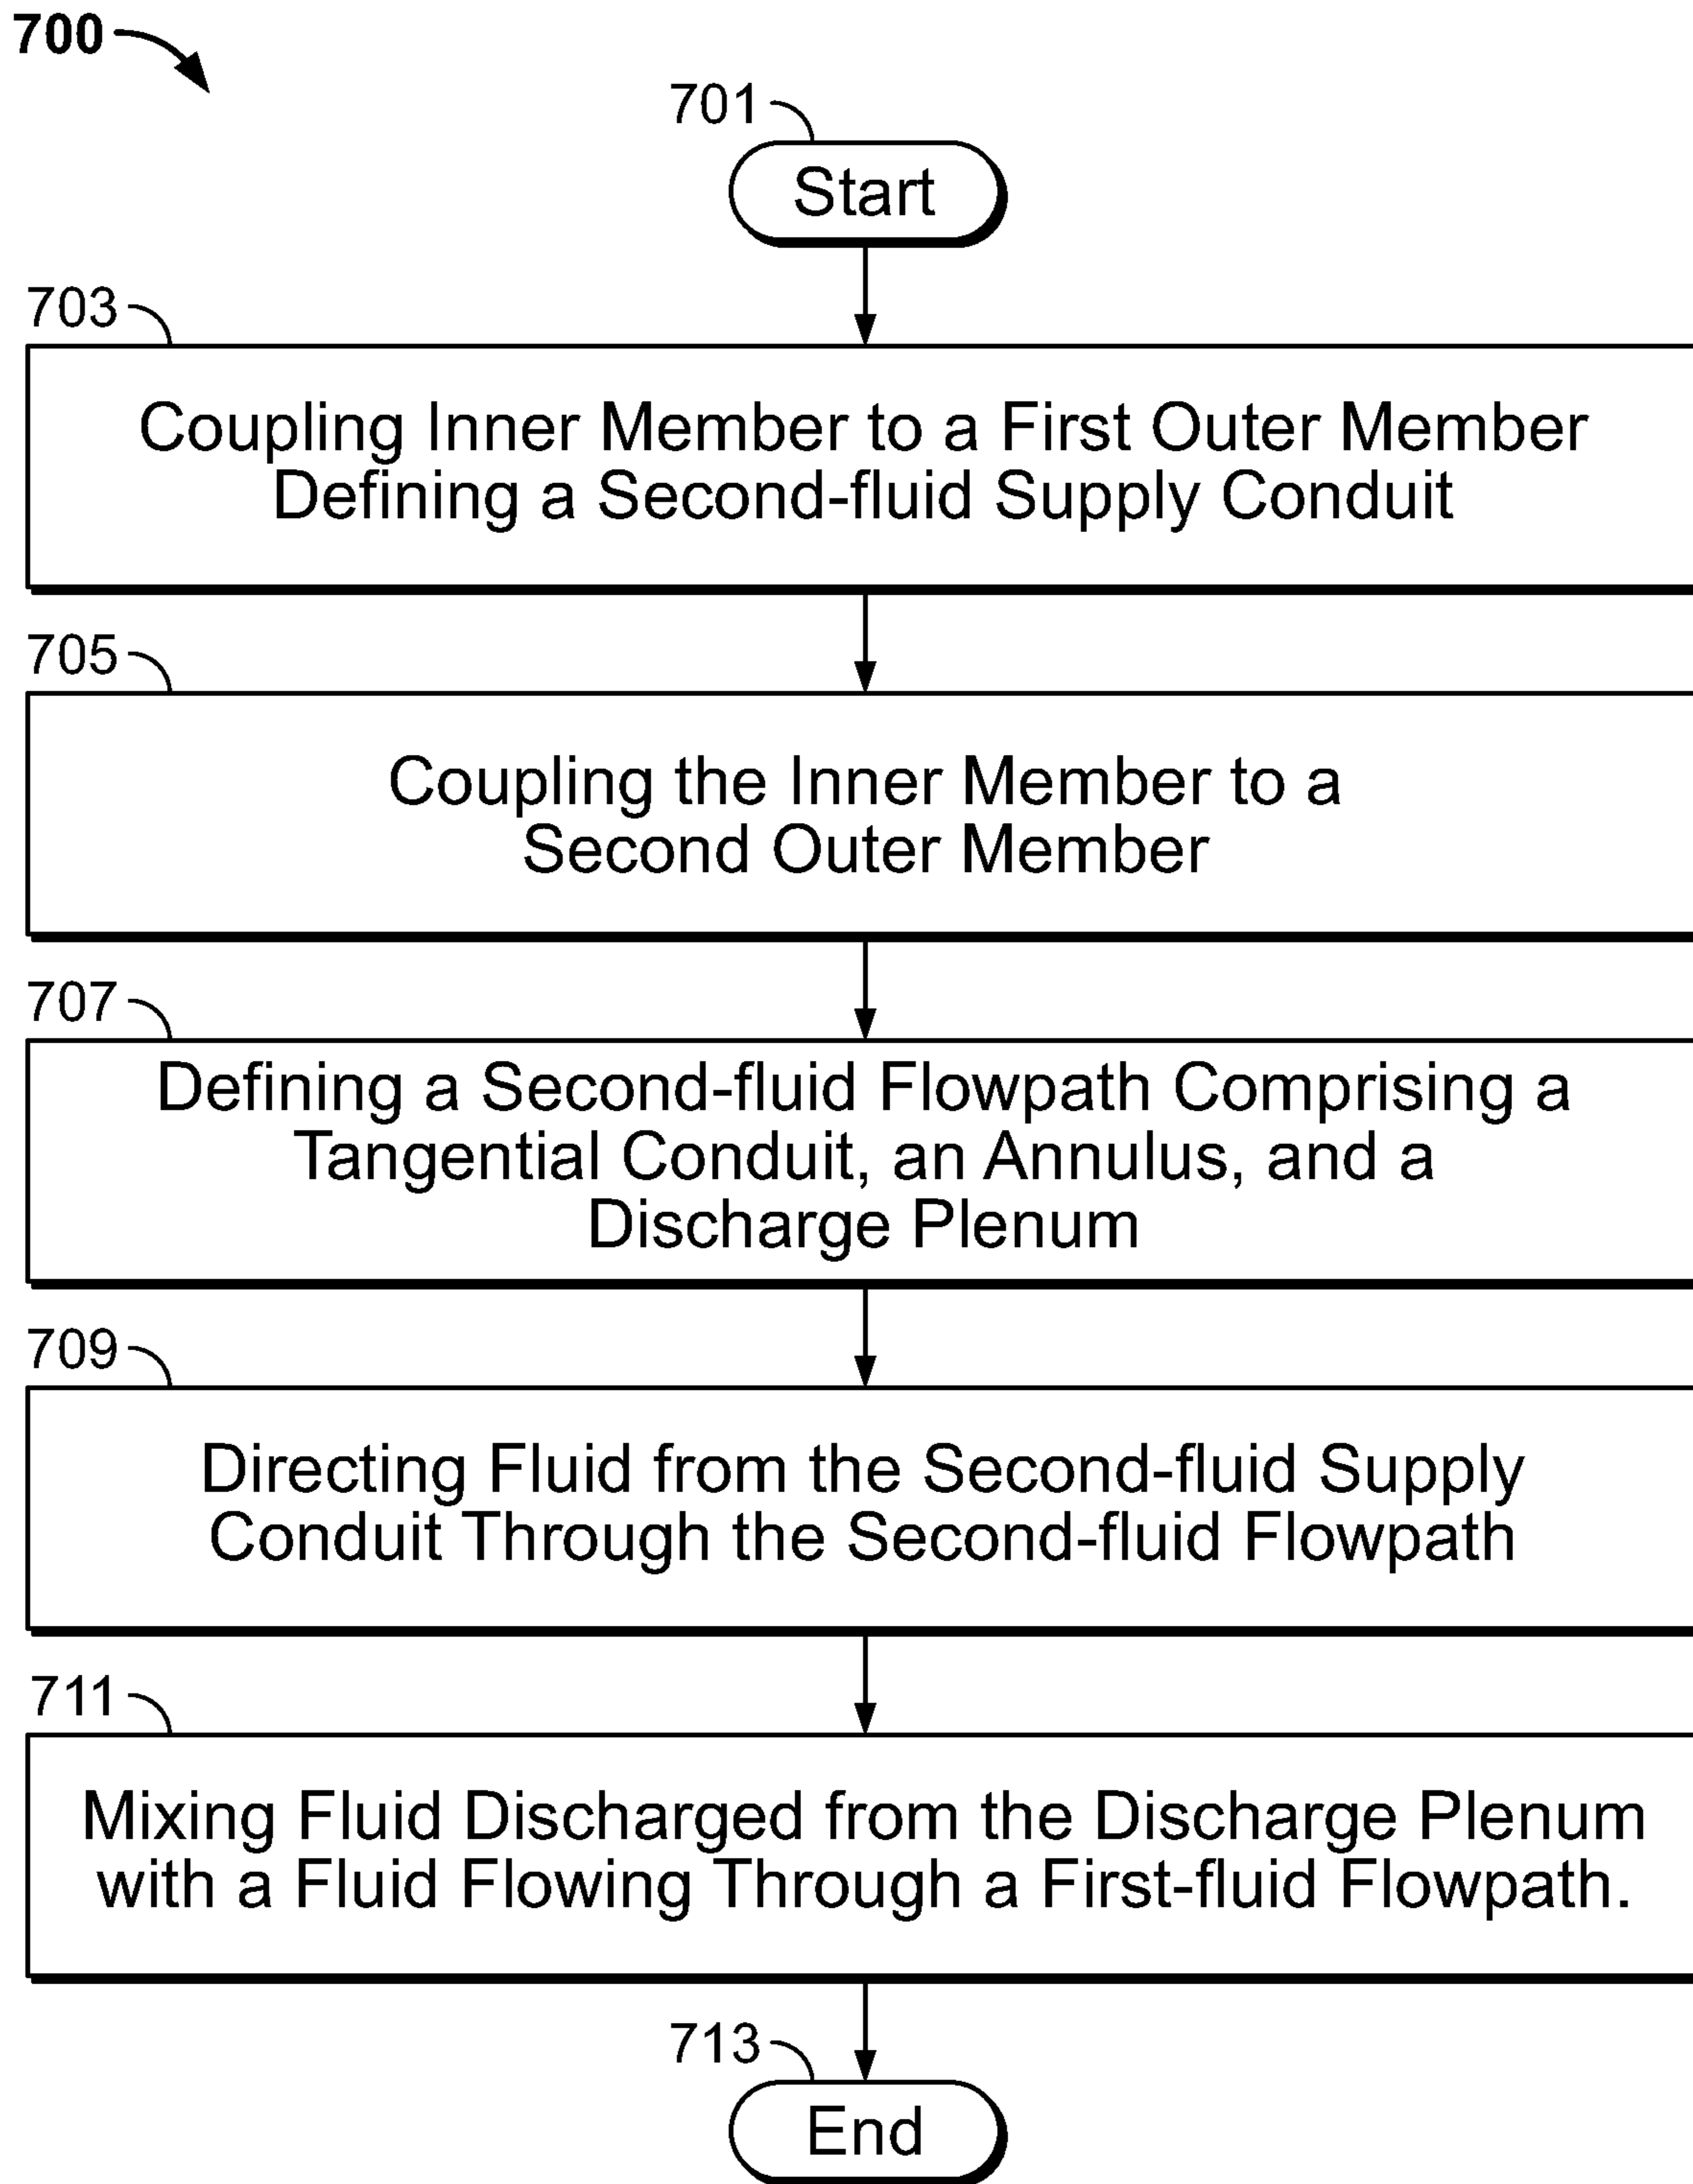 700
701
Start
703
Coupling Inner Member to a First Outer Member
Defining a Second-fluid Supply Conduit
705
Coupling the Inner Member to a
Second Outer Member
707
Defining a Second-fluid Flowpath Comprising a
Tangential Conduit, an Annulus, and a
Discharge Plenum
709
Directing Fluid from the Second-fluid Supply
Conduit Through the Second-fluid Flowpath
711
Mixing Fluid Discharged from the Discharge Plenum
with a Fluid Flowing Through a First-fluid Flowpath.
713
End